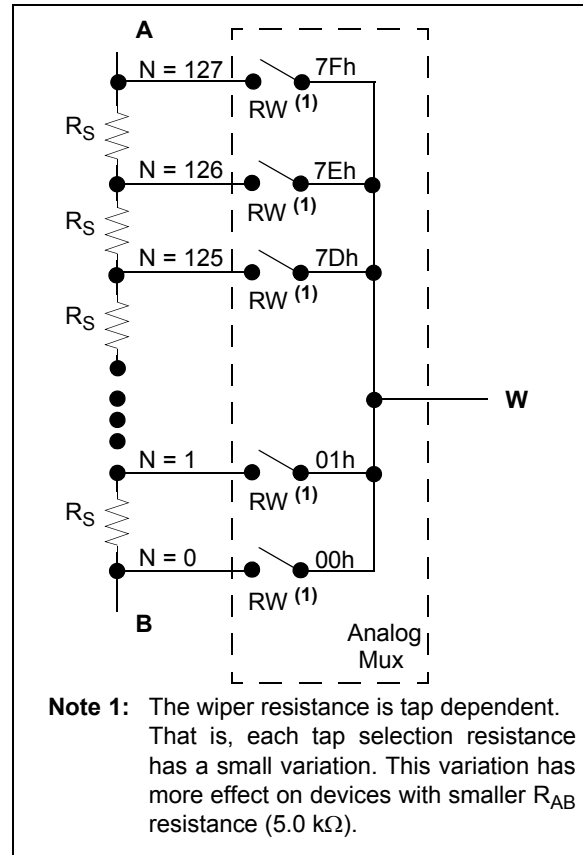 A
N = 127
7Fh
RW (1)
RS
N = 126
7Eh
RW (1)
RS
N = 125
7Dh
RW (1)
RS
W
N = 1
01h
RW (1)
RS
N = 0
00h
RW (1)
B
Analog
Mux
Note 1: The wiper resistance is tap dependent.
That is, each tap selection resistance
has a small variation. This variation has
more effect on devices with smaller RAB
resistance (5.0 kΩ).